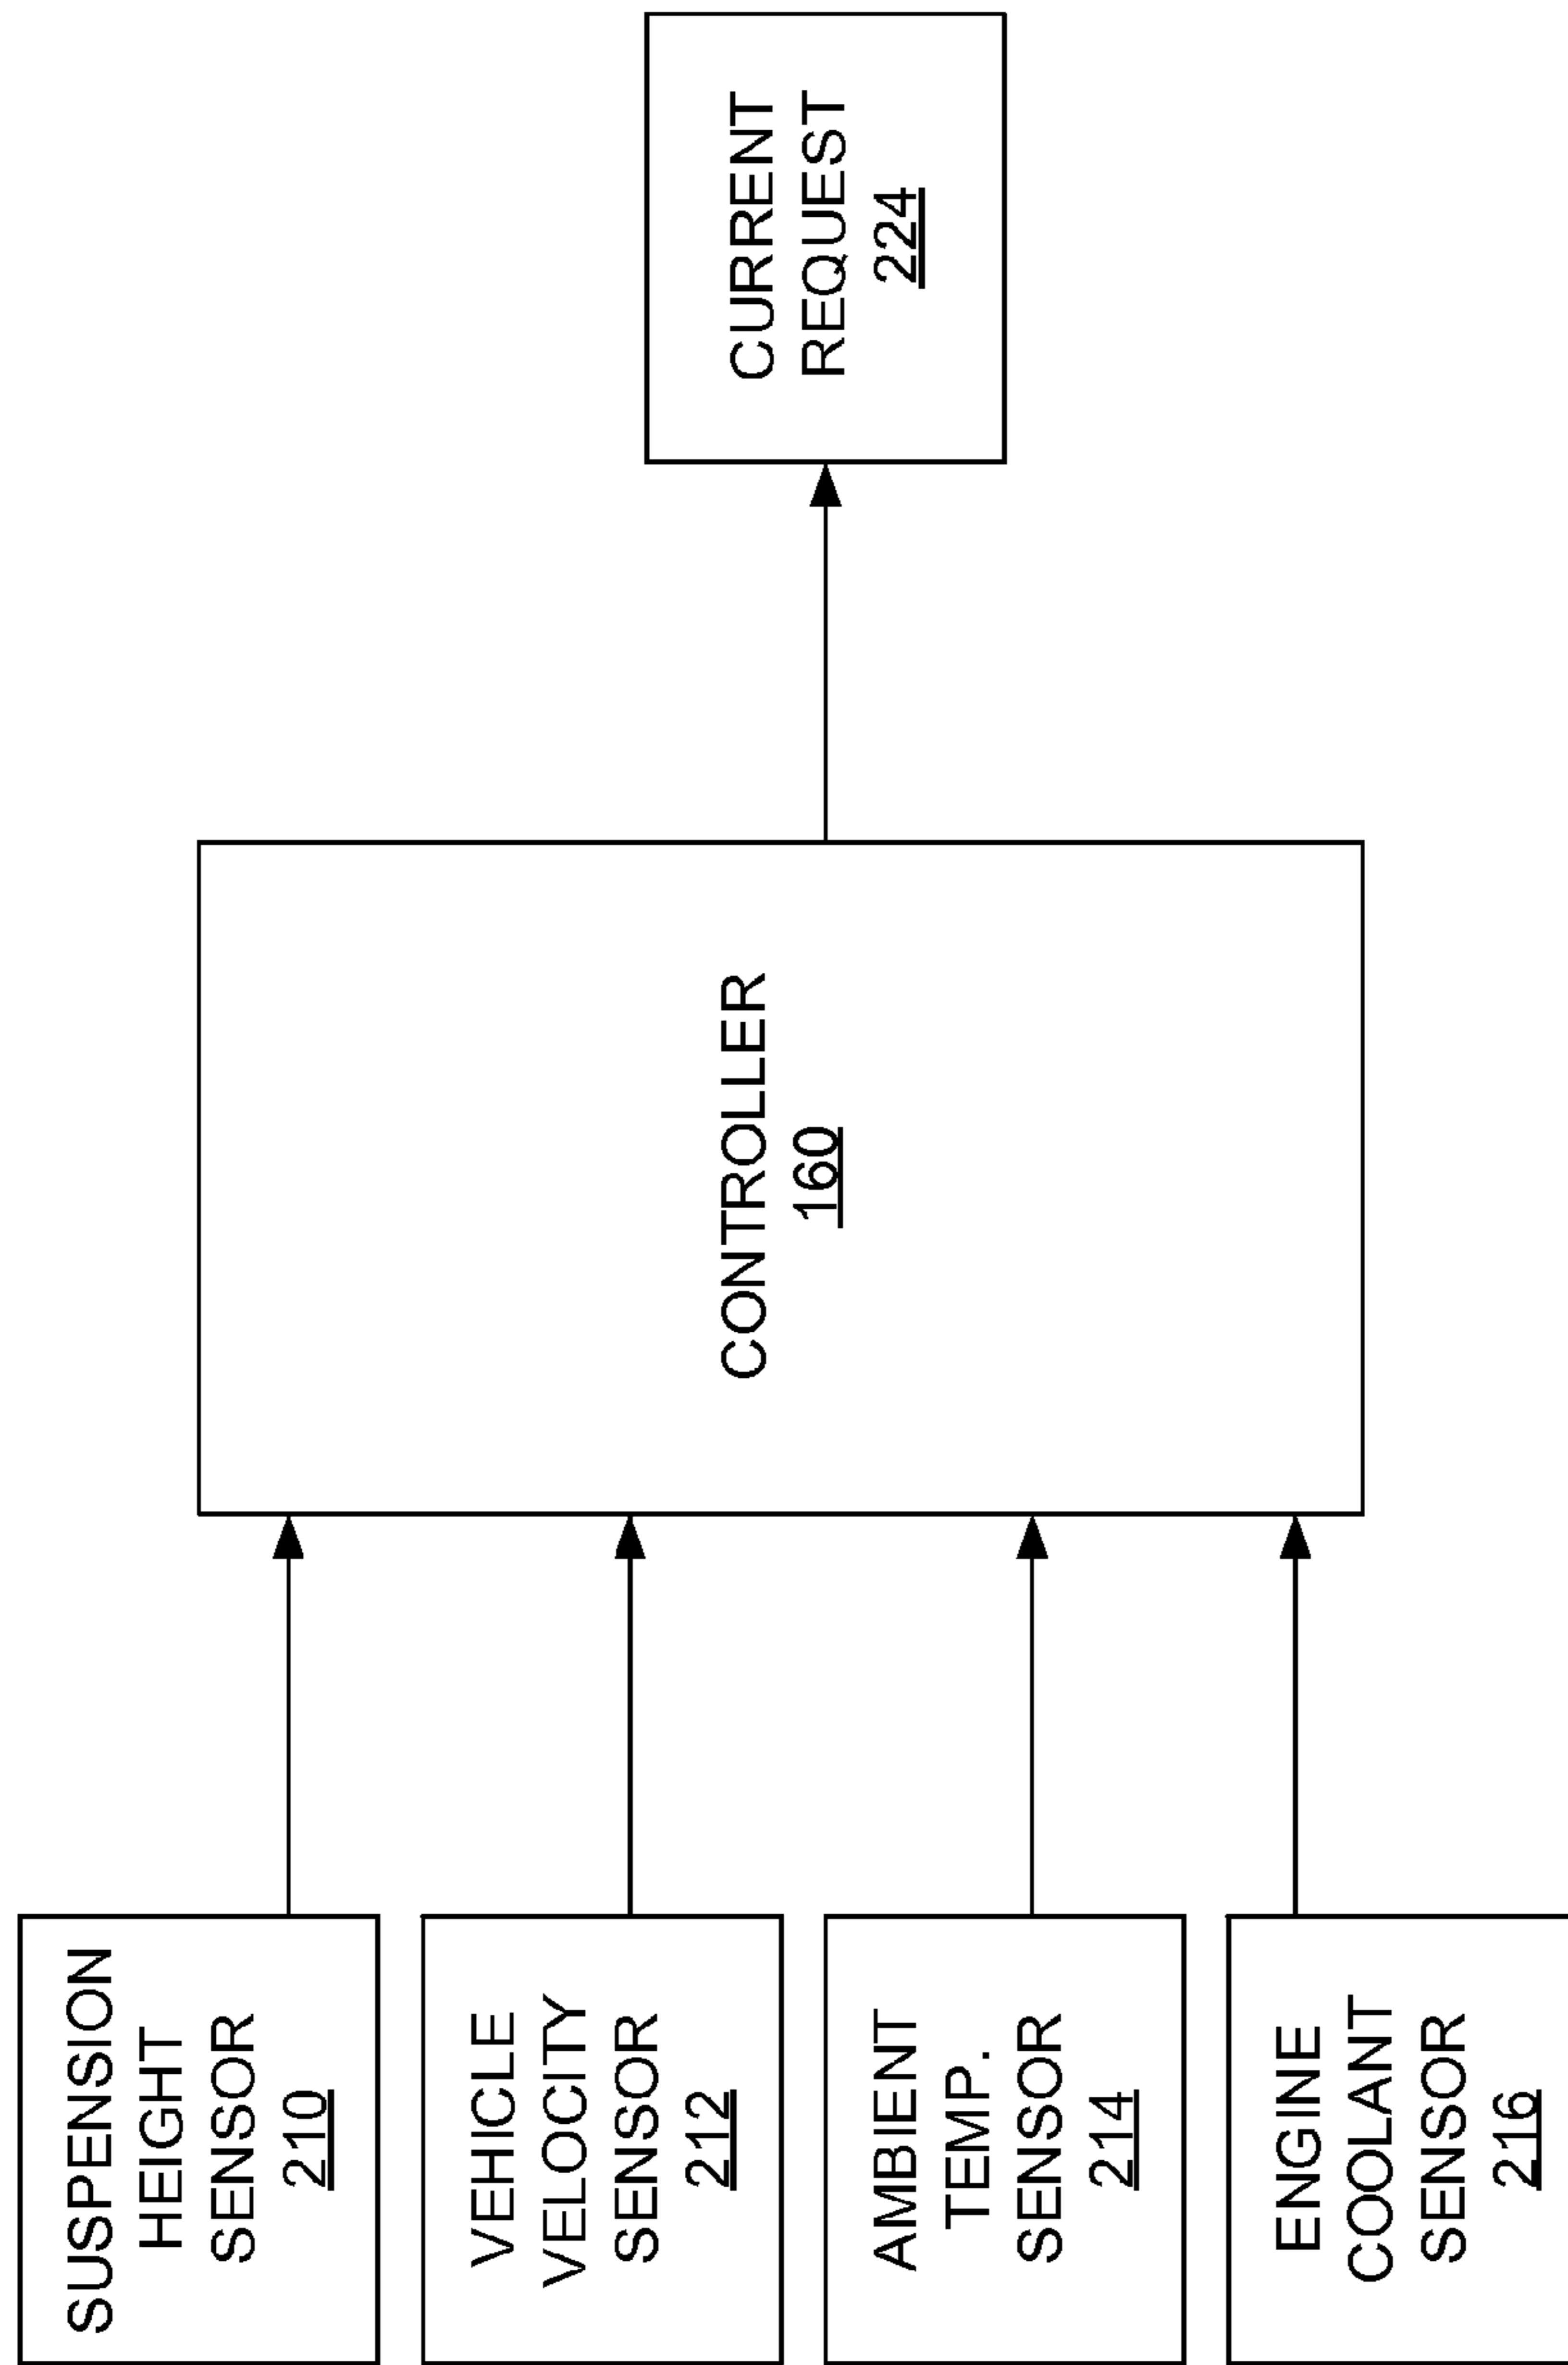 SUSPENSION
HEIGHT
SENSOR
210
VEHICLE
VELOCITY
SENSOR
212
AMBIENT
TEMP.
SENSOR
214
ENGINE
COOLANT
SENSOR
216
CONTROLLER
160
CURRENT
REQUEST
224